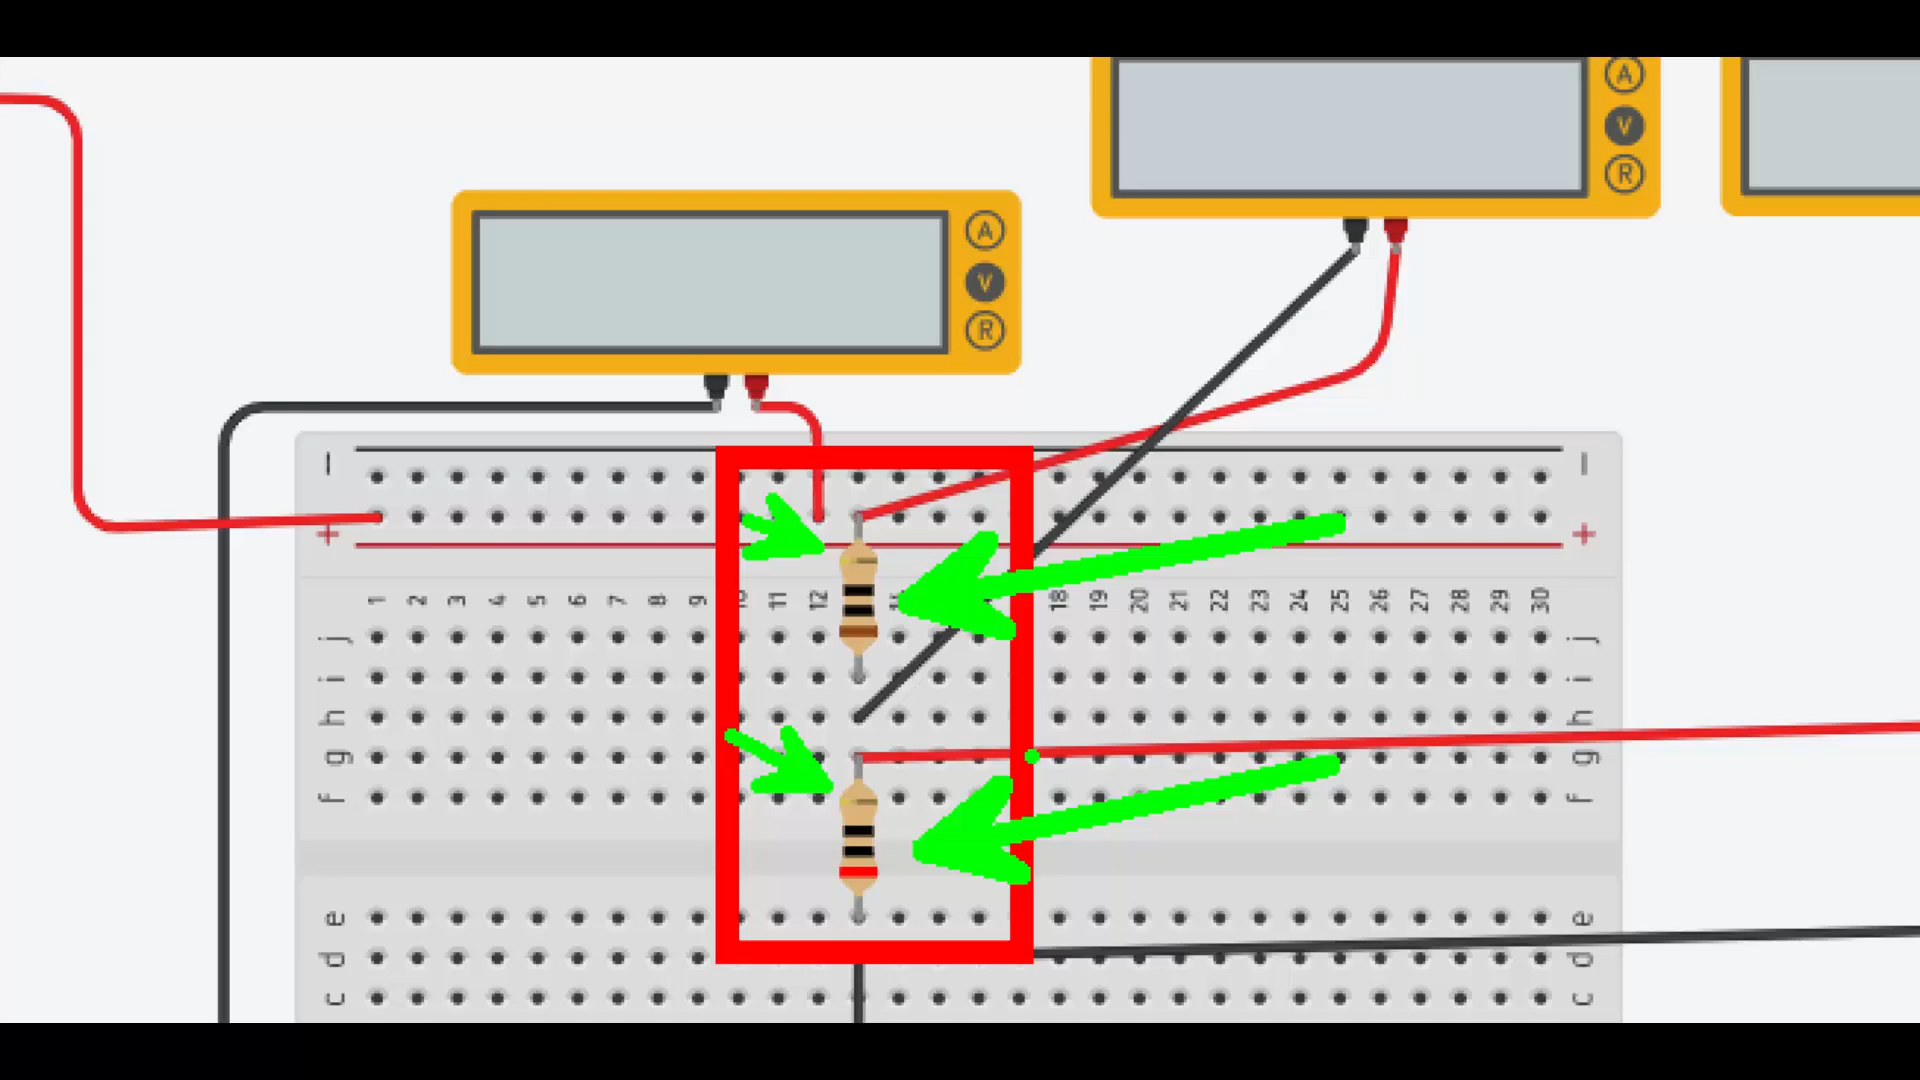 A
V
R
A
V
R
− −
+ +
1 2 3 4 5 6 7 8 9 10 11 12 18 19 20 21 22 23 24 25 26 27 28 29 30
j j
i i
h h
g g
f f
e e
d d
c c